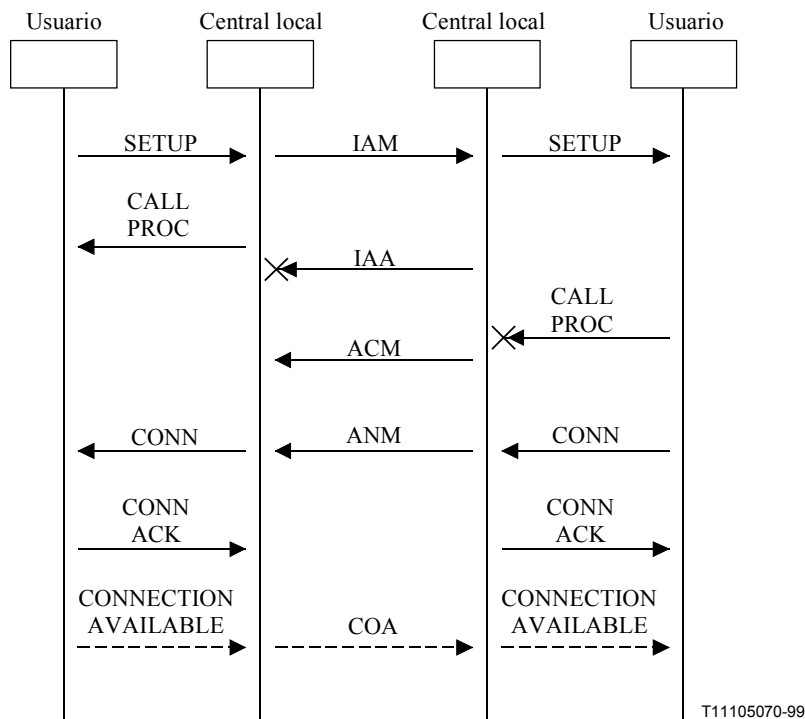 Usuario
Central local
Central local
Usuario
SETUP
IAM
SETUP
CALL
PROC
IAA
CALL
PROC
ACM
CONN
ANM
CONN
CONN
ACK
CONN
ACK
CONNECTION
AVAILABLE
COA
CONNECTION
AVAILABLE
T11105070-99